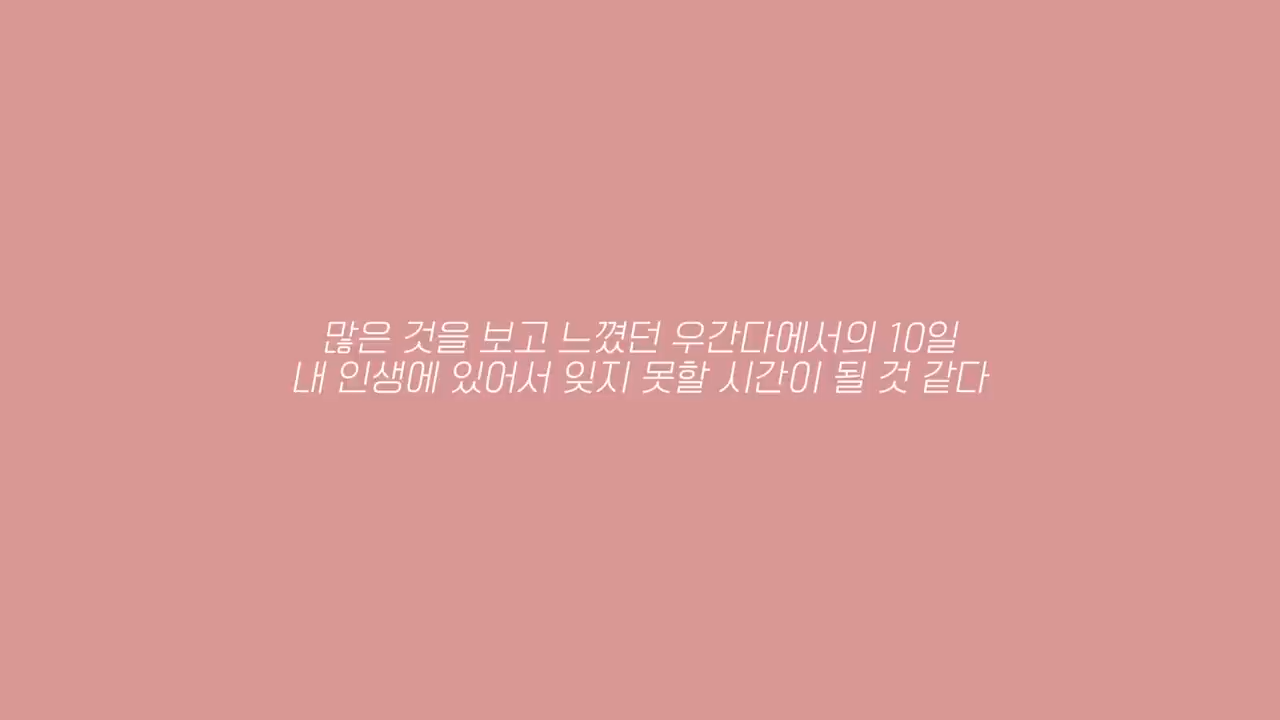 많은 것을 보고 느꼈던 우간다에서의 10일
내 인생에 있어서 잊지 못할 시간이 될 것 같다